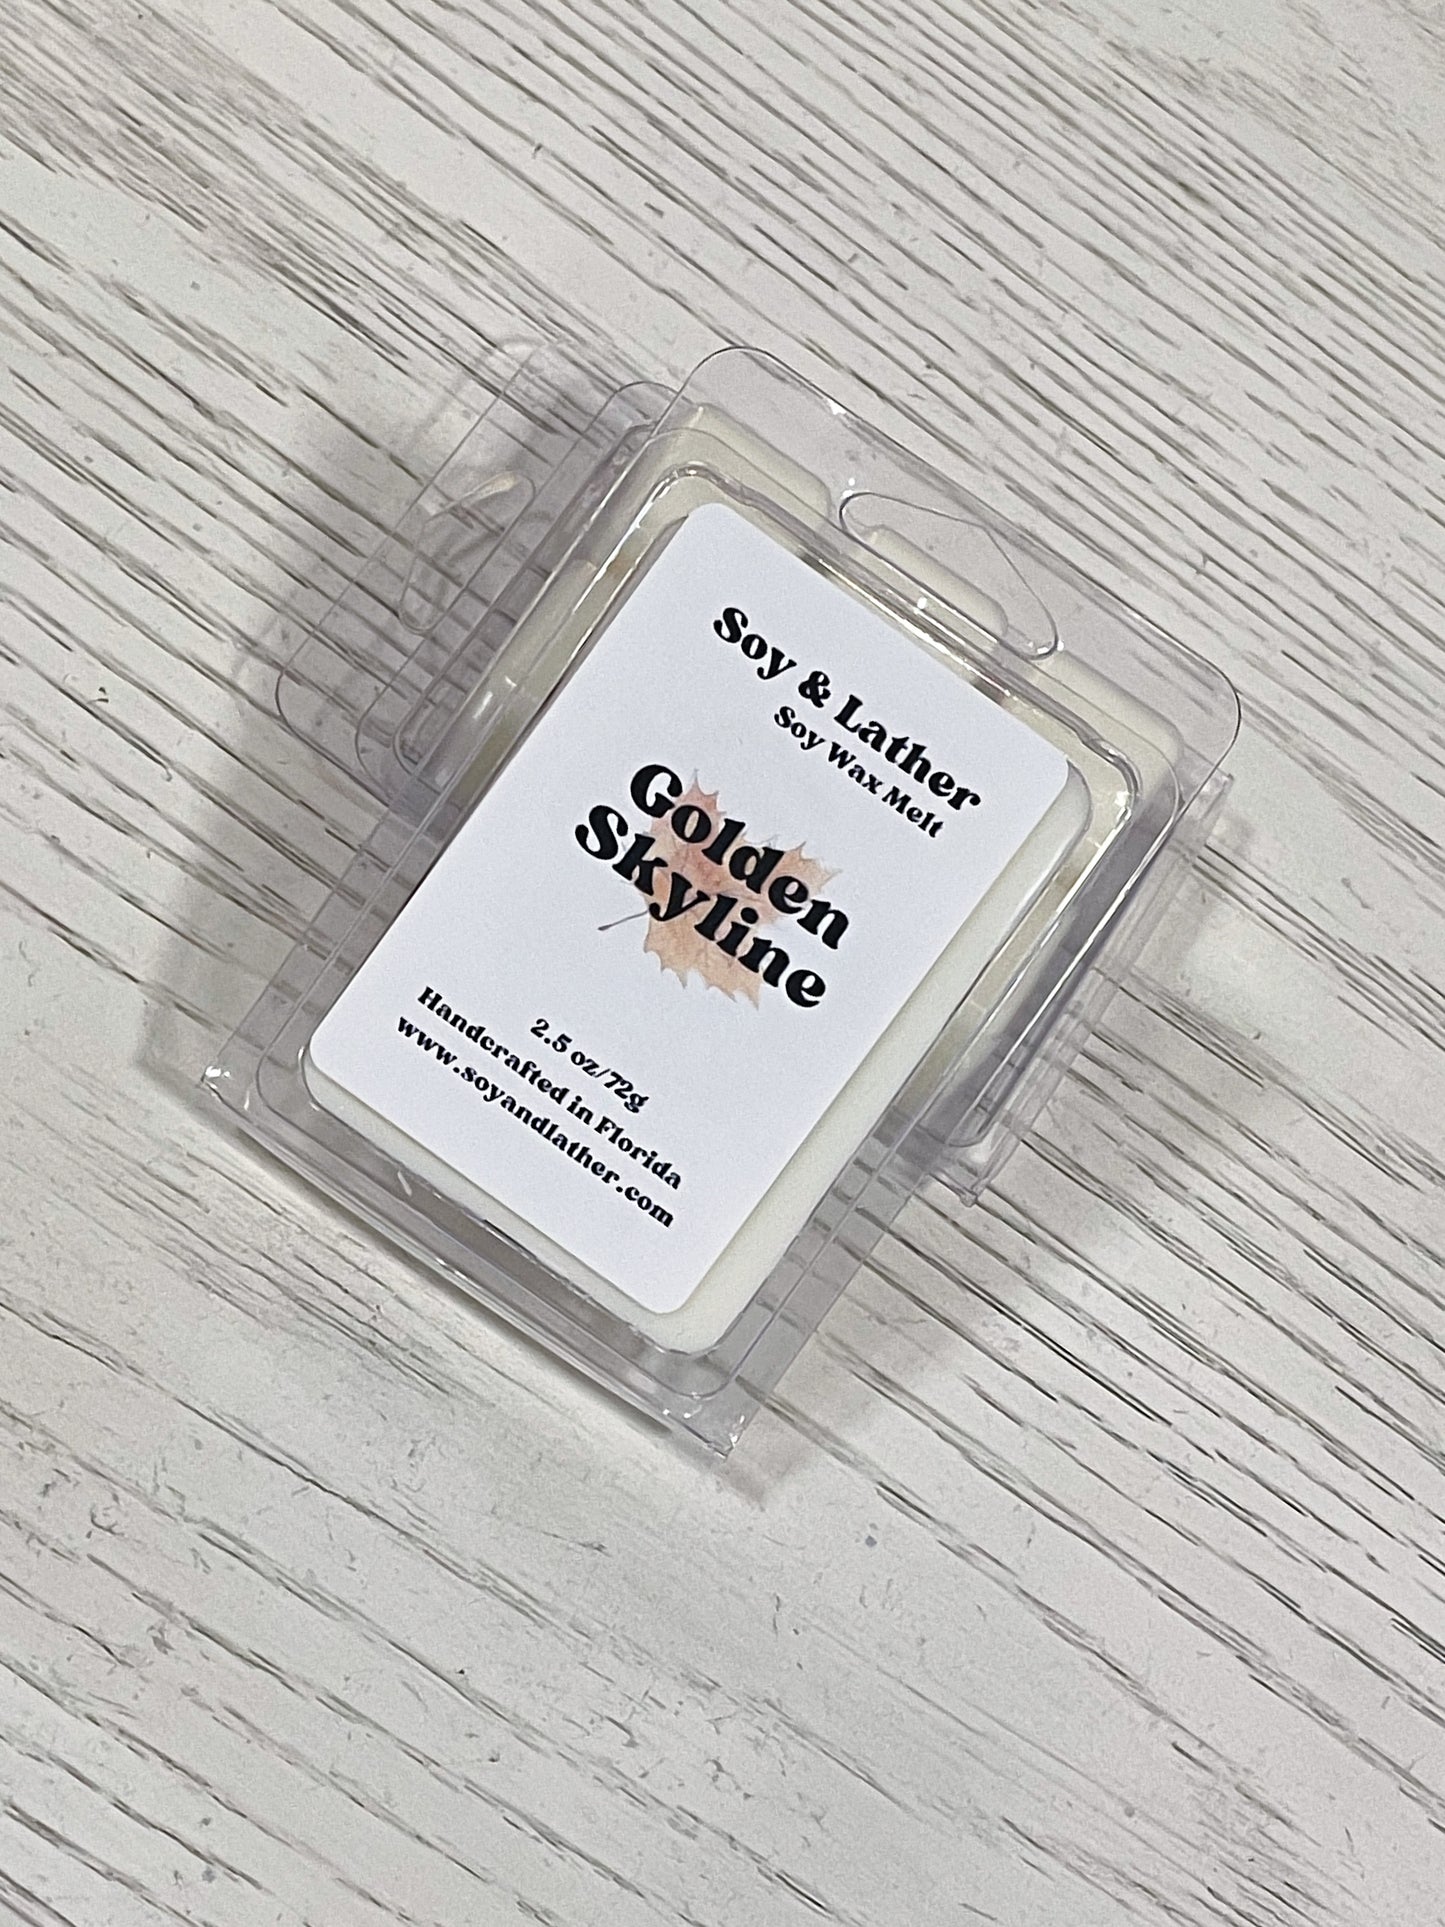 Soy & Lather
Soy Wax Melt
Golden
Skyline
2.5 oz/72g
Handcrafted in Florida
www.soyandlather.com